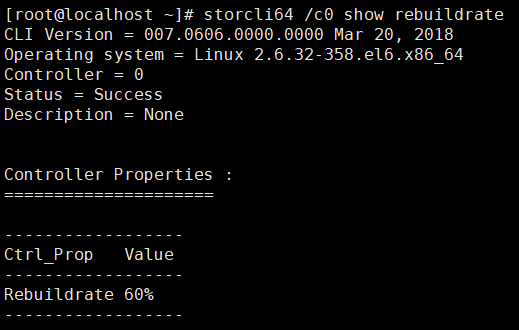 [root@localhost ~]# storcli64 /c0 show rebuildrate
CLI Version = 007.0606.0000.0000 Mar 20, 2018
Operating system = Linux 2.6.32-358.el6.x86_64
Controller = 0
Status = Success
Description = None
Controller Properties :
=====================
------------------
Ctrl_Prop   Value
------------------
Rebuildrate 60%
------------------